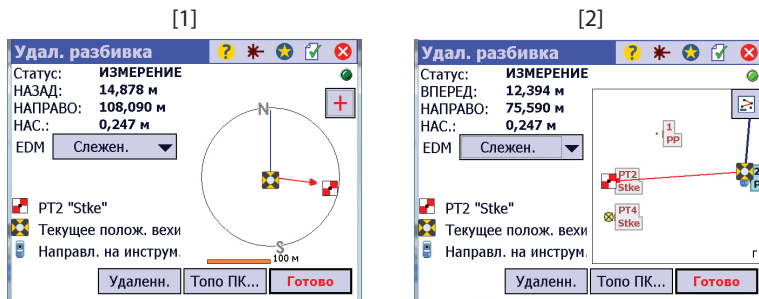 [1]
Удал. разбивка
Статус: ИЗМЕРЕНИЕ
НАЗАД: 14,878 м
НАПРАВО: 108,090 м
НАС.: 0,247 м
EDM Слежен.
N
S
100 м
PT2 "Stke"
Текущее полож. вехи
Направл. на инструм.
Удаленн. Топо ПК... Готово
[2]
Удал. разбивка
Статус: ИЗМЕРЕНИЕ
ВПЕРЕД: 12,394 м
НАПРАВО: 75,590 м
НАС.: 0,247 м
EDM Слежен.
1
PP
PT2
Stke
PT4
Stke
2
P
PT2 "Stke"
Текущее полож. вехи
Направл. на инструм.
Удаленн. Топо ПК... Готово